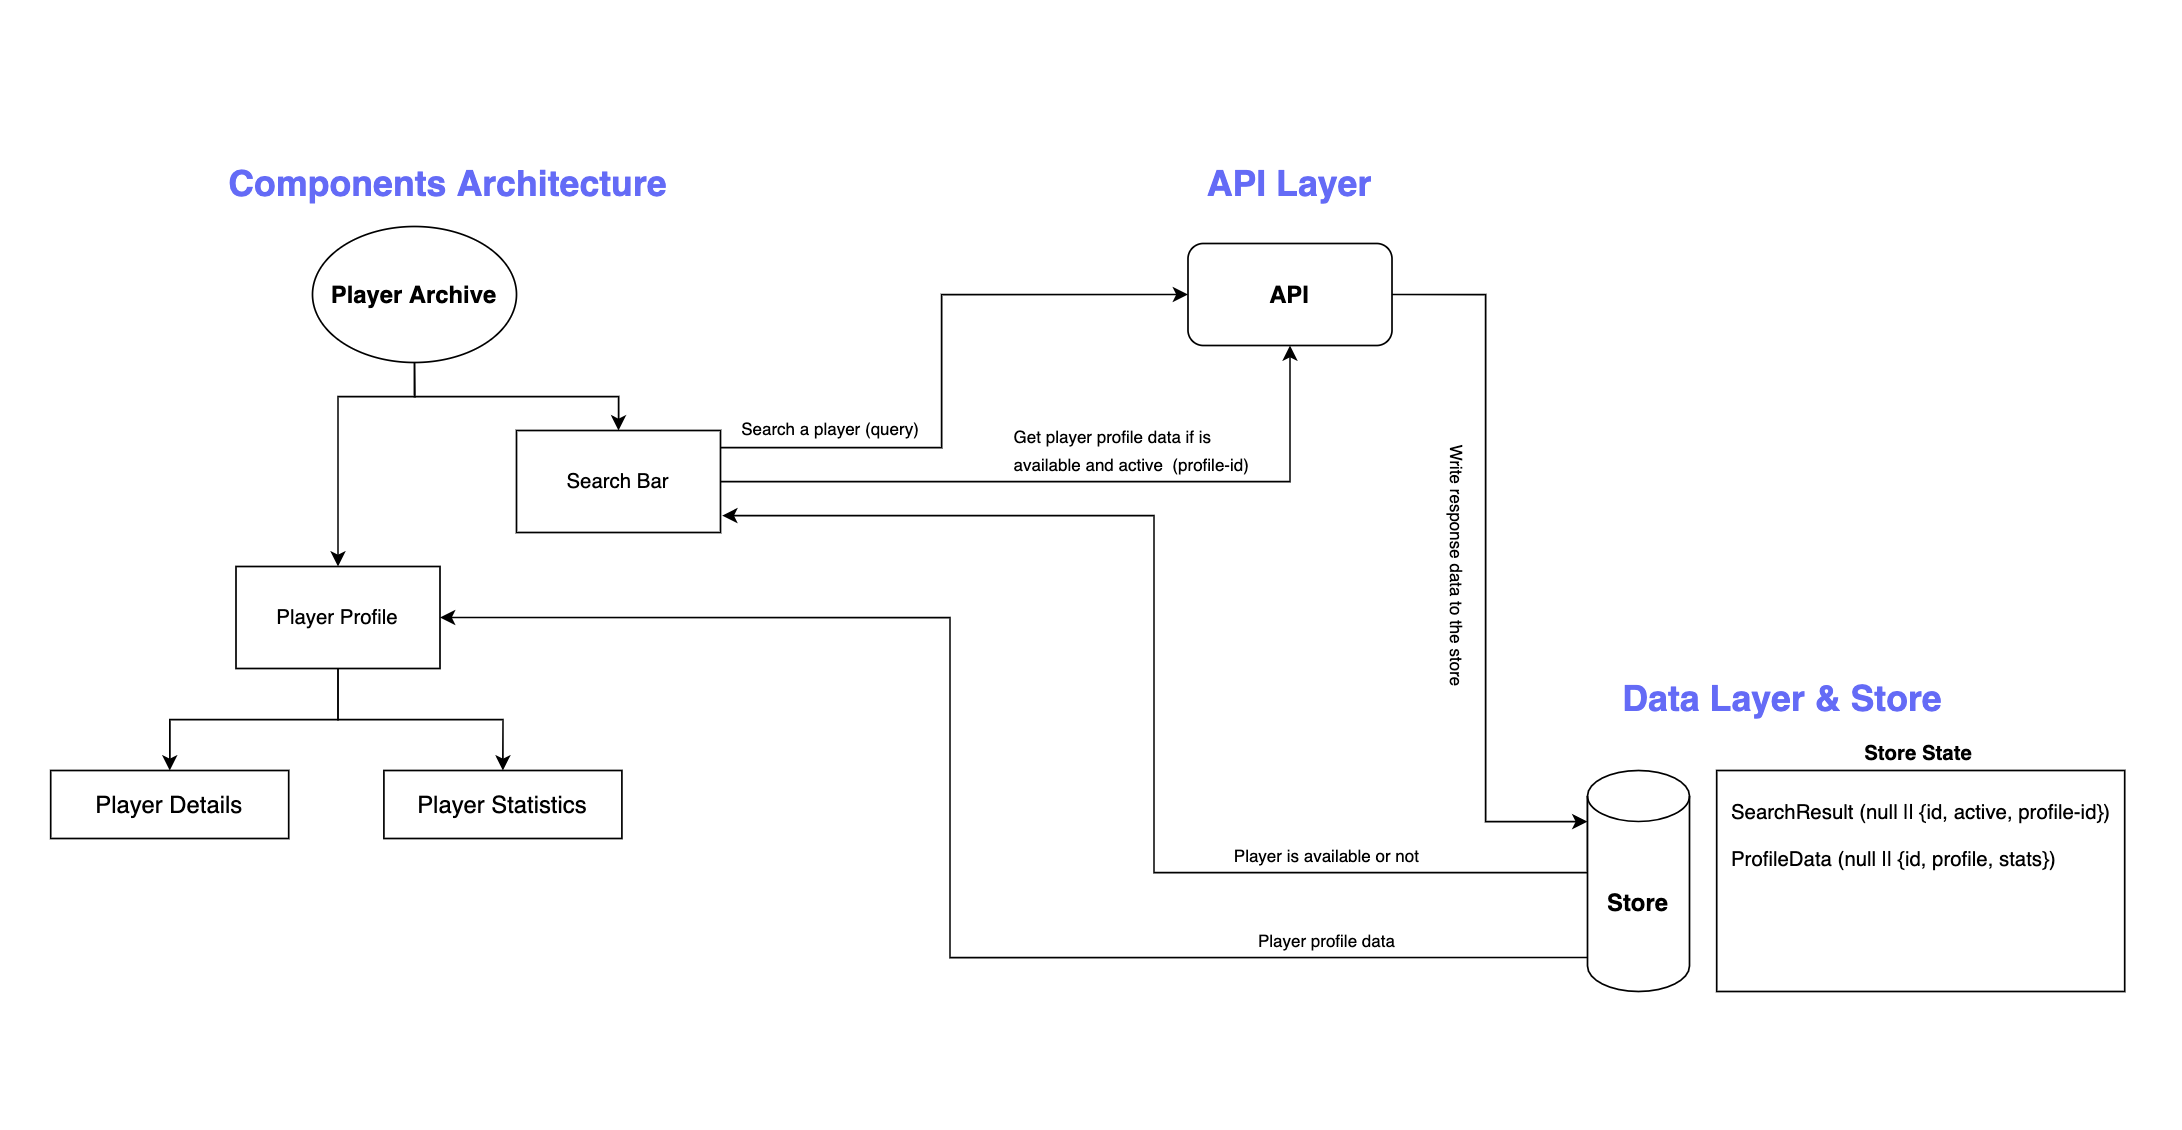 Components Architecture
API Layer
Player Archive
API
Search a player (query)
Get player profile data if is
available and active  (profile-id)
Search Bar
Write response data to the store
Player Profile
Data Layer & Store
Store State
Player Details
Player Statistics
SearchResult (null || {id, active, profile-id})
ProfileData (null || {id, profile, stats})
Player is available or not
Store
Player profile data